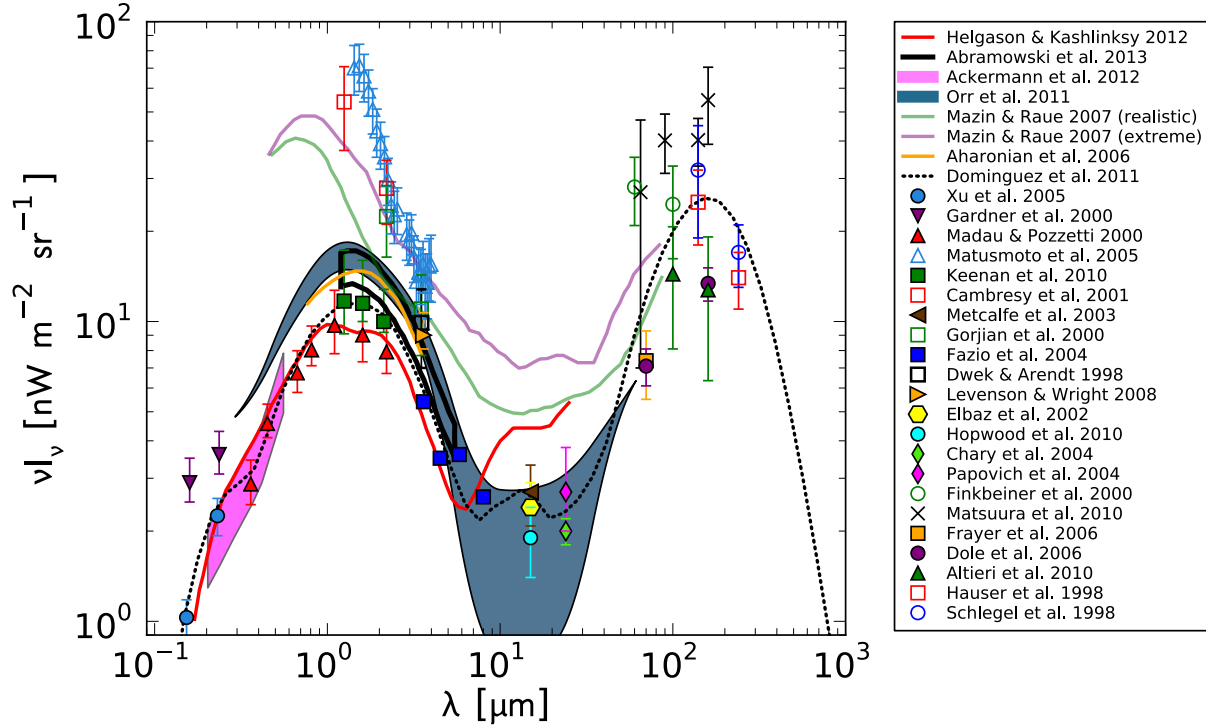 10²
10¹
10⁰
νI_ν [nW m⁻² sr⁻¹]
10⁻¹ 10⁰ 10¹ 10² 10³
λ [μm]
Helgason & Kashlinksy 2012
Abramowski et al. 2013
Ackermann et al. 2012
Orr et al. 2011
Mazin & Raue 2007 (realistic)
Mazin & Raue 2007 (extreme)
Aharonian et al. 2006
Dominguez et al. 2011
Xu et al. 2005
Gardner et al. 2000
Madau & Pozzetti 2000
Matusmoto et al. 2005
Keenan et al. 2010
Cambresy et al. 2001
Metcalfe et al. 2003
Gorjian et al. 2000
Fazio et al. 2004
Dwek & Arendt 1998
Levenson & Wright 2008
Elbaz et al. 2002
Hopwood et al. 2010
Chary et al. 2004
Papovich et al. 2004
Finkbeiner et al. 2000
Matsuura et al. 2010
Frayer et al. 2006
Dole et al. 2006
Altieri et al. 2010
Hauser et al. 1998
Schlegel et al. 1998